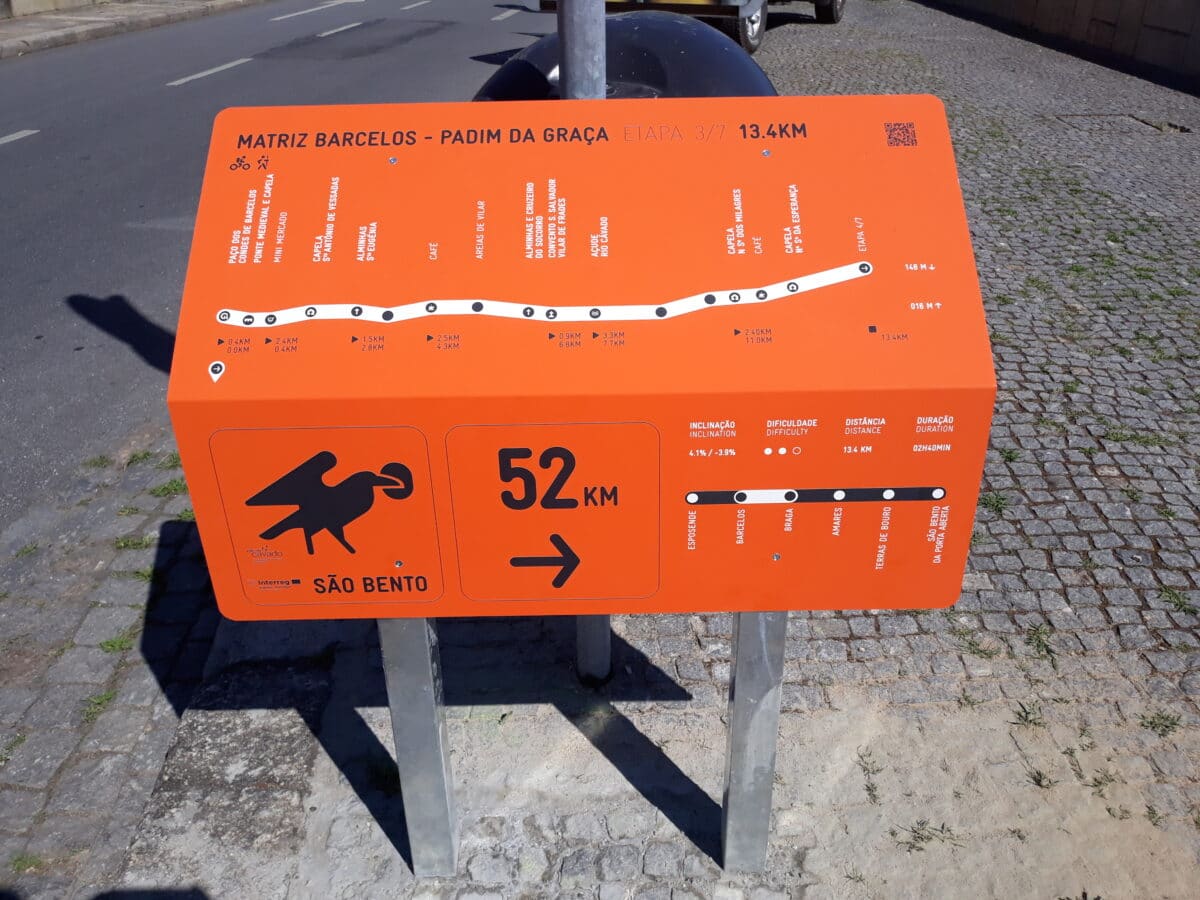 MATRIZ BARCELOS - PADIM DA GRAÇA ETAPA 3/7 13.4KM
PAÇO DOS
CONDES DE BARCELOS
PONTE MEDIEVAL E CAPELA
MINI MERCADO
CAPELA
Stº ANTÓNIO DE VESSADAS
ALMINHAS
Stª EUGÉNIA
CAFÉ
AREIAS DE VILAR
ALMINHAS E CRUZEIRO
DO SOCORRO
CONVENTO S. SALVADOR
VILAR DE FRADES
AÇUDE
RIO CÁVADO
CAPELA
N Sª DOS MILAGRES
CAFÉ
CAPELA
Nª Sª DA ESPERANÇA
ETAPA 4/7
148 M ↓
016 M ↑
0.4KM
0.0KM
2.4KM
0.4KM
1.5KM
2.8KM
2.5KM
4.3KM
0.9KM
6.8KM
3.3KM
7.7KM
2.40KM
11.0KM
13.4KM
INCLINAÇÃO
INCLINATION
4.1% / -3.9%
DIFICULDADE
DIFFICULTY
DISTÂNCIA
DISTANCE
13.4 KM
DURAÇÃO
DURATION
02H40MIN
52 KM
→
cávado
Interreg
SÃO BENTO
ESPOSENDE
BARCELOS
BRAGA
AMARES
TERRAS DE BOURO
SÃO BENTO
DA PORTA ABERTA